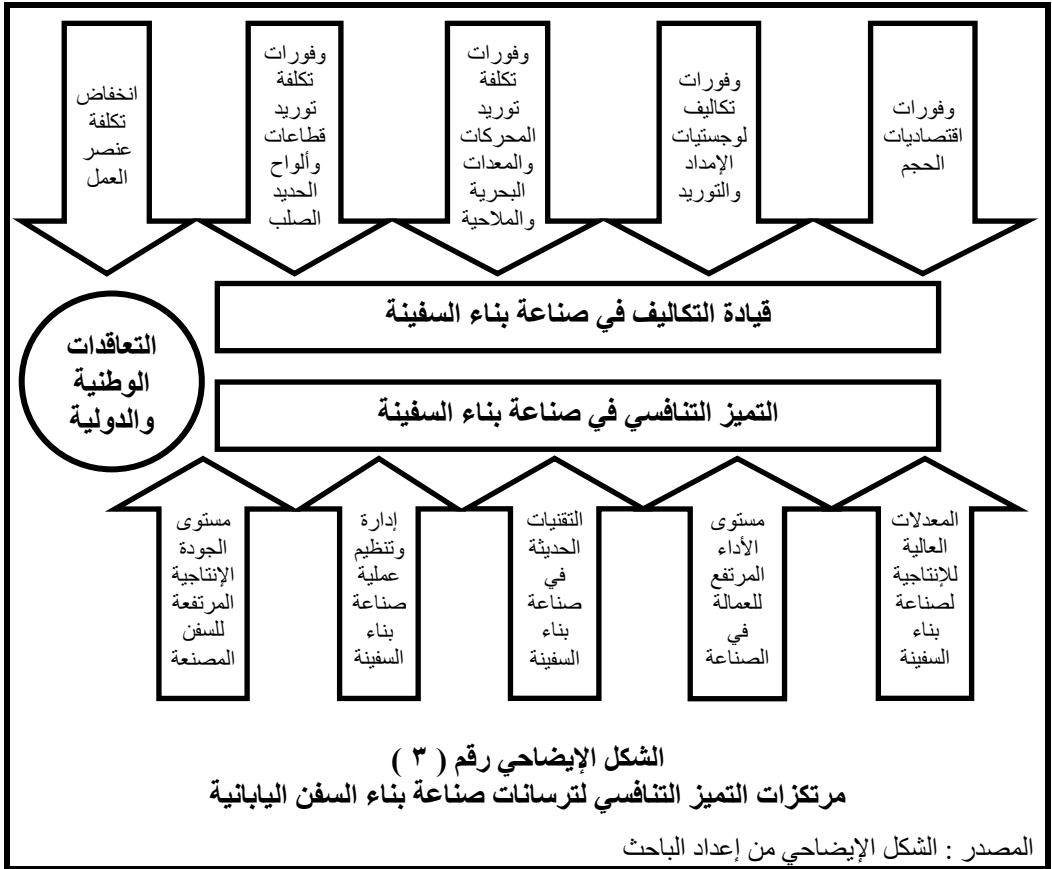 وفورات
اقتصاديات
الحجم
وفورات
تكاليف
لوجستيات
الإمداد
والتوريد
وفورات
تكلفة
توريد
المحركات
والمعدات
البحرية
والملاحية
وفورات
تكلفة
توريد
قطاعات
وألواح
الحديد
الصلب
انخفاض
تكلفة
عنصر
العمل
قيادة التكاليف في صناعة بناء السفينة
التميز التنافسي في صناعة بناء السفينة
التعاقدات
الوطنية
والدولية
المعدلات
العالية
للإنتاجية
لصناعة
بناء
السفينة
مستوى
الأداء
المرتفع
للعمالة
في
الصناعة
التقنيات
الحديثة
في
صناعة
بناء
السفينة
إدارة
وتنظيم
عملية
صناعة
بناء
السفينة
مستوى
الجودة
الإنتاجية
المرتفعة
للسفن
المصنعة
الشكل الإيضاحي رقم ( ٣ )
مرتكزات التميز التنافسي لترسانات صناعة بناء السفن اليابانية
المصدر : الشكل الإيضاحي من إعداد الباحث